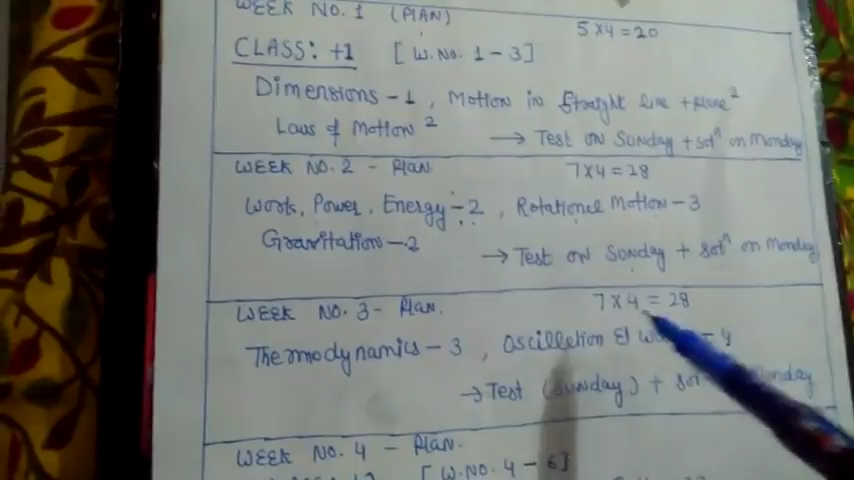 WEEK NO. 1 (PLAN)
5 x 4 = 20
CLASS: +1 [W.No. 1-3]
Dimensions - 1, Motion in straight line + Plane 2
Laws of Motion 2 → Test on Sunday + solⁿ on Monday
WEEK NO. 2 - Plan 7 x 4 = 28
Work, Power, Energy - 2, Rotational Motion - 3
Gravitation - 2
→ Test on Sunday + solⁿ on Monday
WEEK NO. 3 - Plan. 7 x 4 = 28
Thermodynamics - 3, Oscillation & - 4
→ Test (Sunday) +
WEEK NO. 4 - Plan.
[W.NO. 4-6]